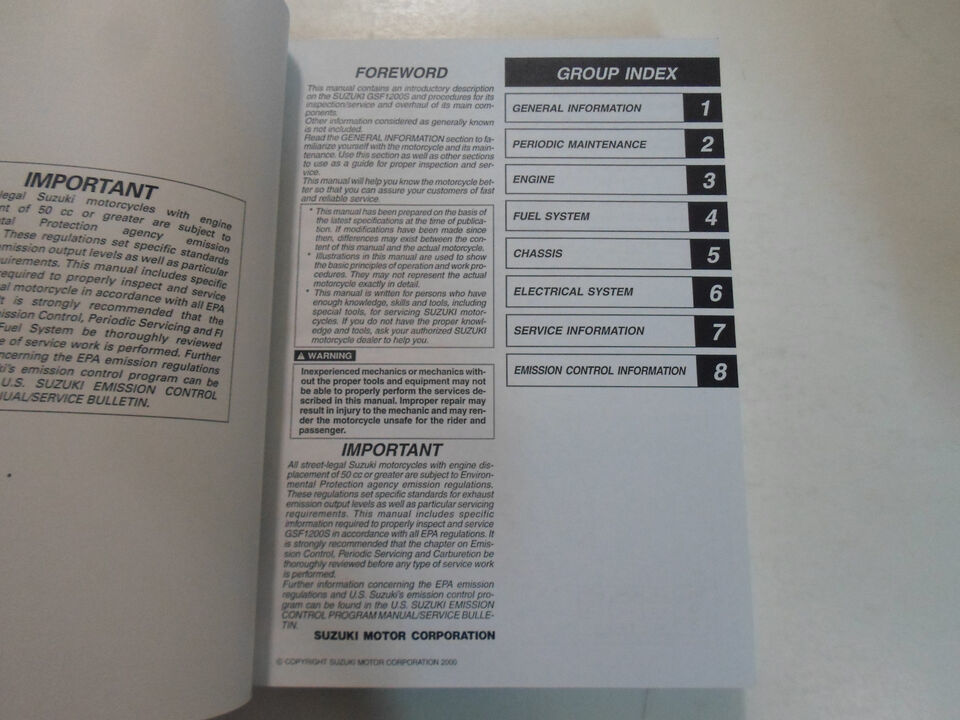 IMPORTANT
legal Suzuki motorcycles with engine
nt of 50 cc or greater are subject to
tal Protection agency emission
These regulations set specific standards
mission output levels as well as particular
uirements. This manual includes specific
required to properly inspect and service
al motorcycle in accordance with all EPA
It is strongly recommended that the
ission Control, Periodic Servicing and FI
Fuel System be thoroughly reviewed
e of service work is performed. Further
ncerning the EPA emission regulations
ki's emission control program can be
U.S. SUZUKI EMISSION CONTROL
UAL/SERVICE BULLETIN.
FOREWORD
This manual contains an introductory description
on the SUZUKI GSF1200S and procedures for its
inspection/service and overhaul of its main com-
ponents.
Other information considered as generally known
is not included.
Read the GENERAL INFORMATION section to fa-
miliarize yourself with the motorcycle and its main-
tenance. Use this section as well as other sections
to use as a guide for proper inspection and ser-
vice.
This manual will help you know the motorcycle bet-
ter so that you can assure your customers of fast
and reliable service.
* This manual has been prepared on the basis of
the latest specifications at the time of publica-
tion. If modifications have been made since
then, differences may exist between the con-
tent of this manual and the actual motorcycle.
* Illustrations in this manual are used to show
the basic principles of operation and work pro-
cedures. They may not represent the actual
motorcycle exactly in detail.
* This manual is written for persons who have
enough knowledge, skills and tools, including
special tools, for servicing SUZUKI motor-
cycles. If you do not have the proper knowl-
edge and tools, ask your authorized SUZUKI
motorcycle dealer to help you.
WARNING
Inexperienced mechanics or mechanics with-
out the proper tools and equipment may not
be able to properly perform the services de-
scribed in this manual. Improper repair may
result in injury to the mechanic and may ren-
der the motorcycle unsafe for the rider and
passenger.
IMPORTANT
All street-legal Suzuki motorcycles with engine dis-
placement of 50 cc or greater are subject to Environ-
mental Protection agency emission regulations.
These regulations set specific standards for exhaust
emission output levels as well as particular servicing
requirements. This manual includes specific
imformation required to properly inspect and service
GSF1200S in accordance with all EPA regulations. It
is strongly recommended that the chapter on Emis-
sion Control, Periodic Servicing and Carburetion be
thoroughly reviewed before any type of service work
is performed.
Further information concerning the EPA emission
regulations and U.S. Suzuki's emission control pro-
gram can be found in the U.S. SUZUKI EMISSION
CONTROL PROGRAM MANUAL/SERVICE BULLE-
TIN.
SUZUKI MOTOR CORPORATION
© COPYRIGHT SUZUKI MOTOR CORPORATION 2000
GROUP INDEX
GENERAL INFORMATION 1
PERIODIC MAINTENANCE 2
ENGINE 3
FUEL SYSTEM 4
CHASSIS 5
ELECTRICAL SYSTEM 6
SERVICE INFORMATION 7
EMISSION CONTROL INFORMATION 8